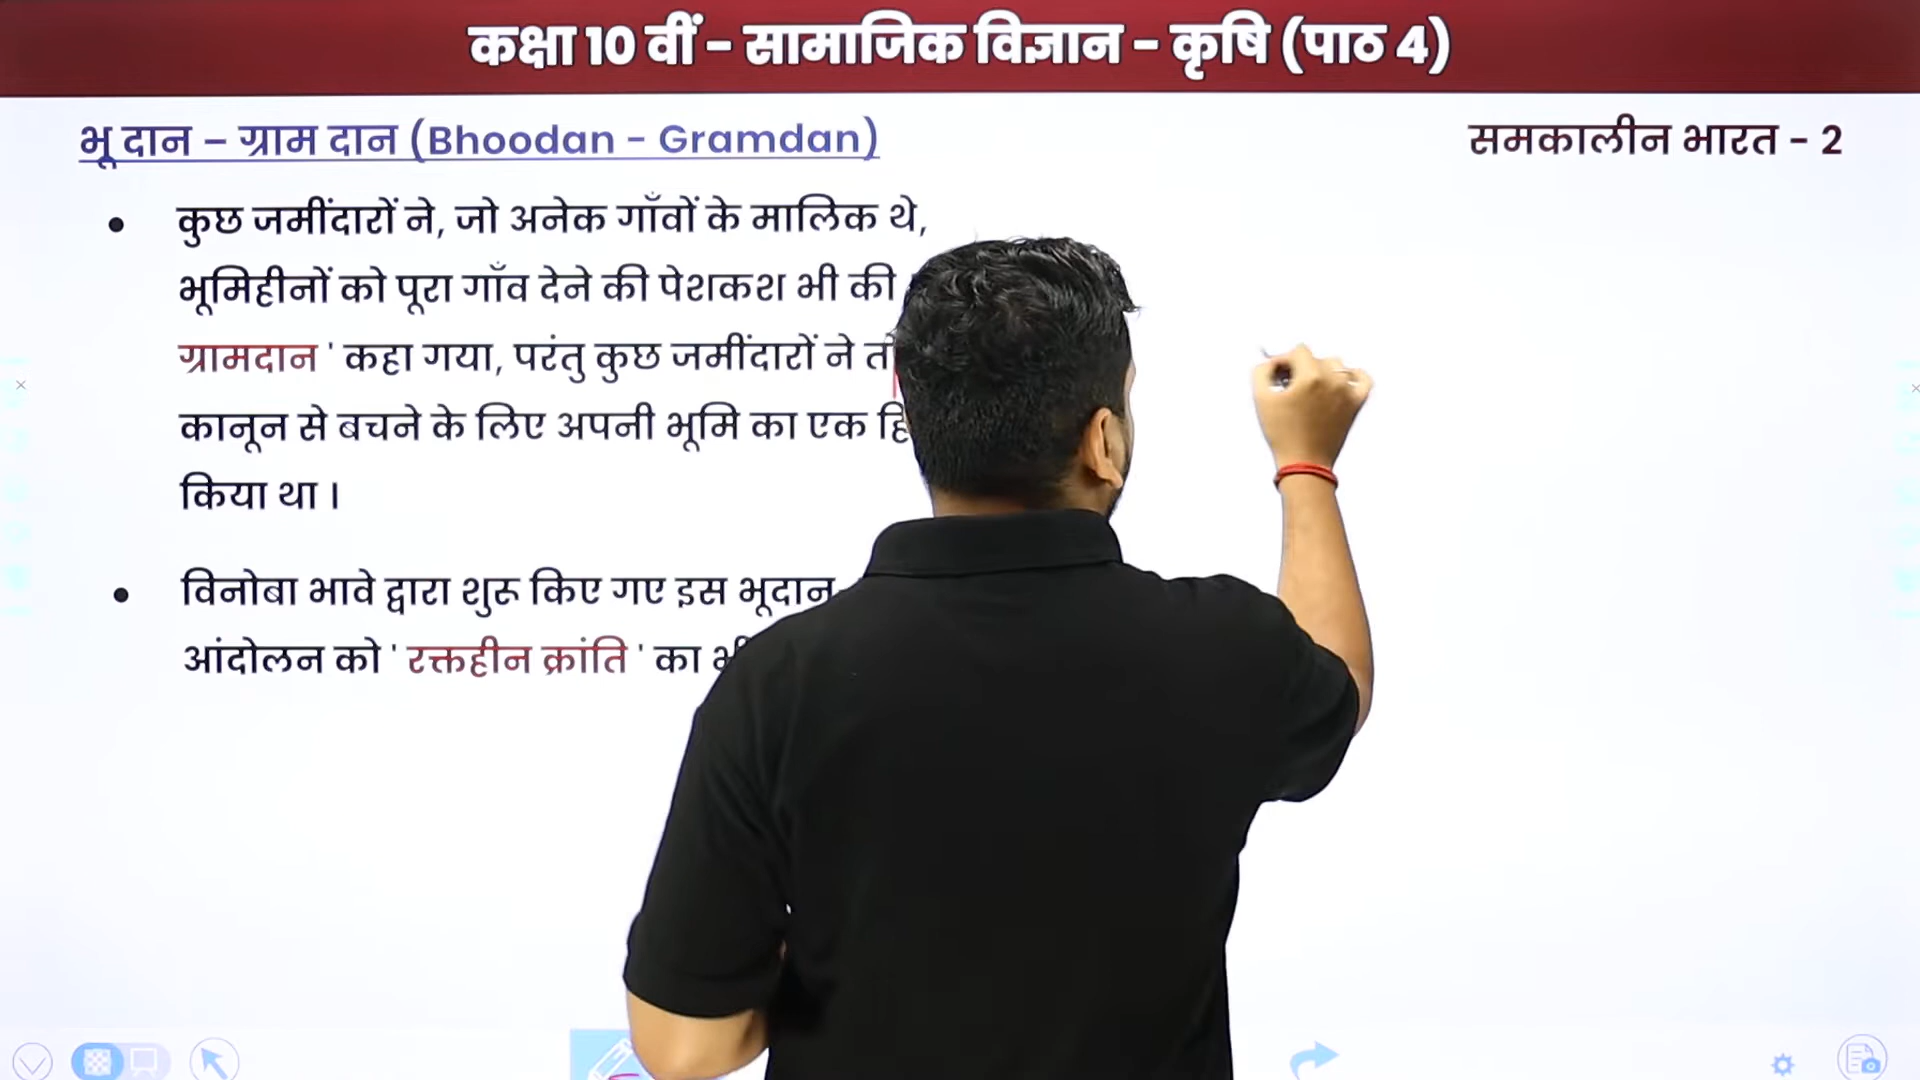 कक्षा 10 वीं – सामाजिक विज्ञान - कृषि (पाठ 4)
भू दान – ग्राम दान (Bhoodan - Gramdan)
समकालीन भारत - 2
• कुछ जमींदारों ने, जो अनेक गाँवों के मालिक थे,
भूमिहीनों को पूरा गाँव देने की पेशकश भी की
ग्रामदान ' कहा गया, परंतु कुछ जमींदारों ने
कानून से बचने के लिए अपनी भूमि का एक
किया था ।
• विनोबा भावे द्वारा शुरू किए गए इस भूदान
आंदोलन को ' रक्तहीन क्रांति ' का